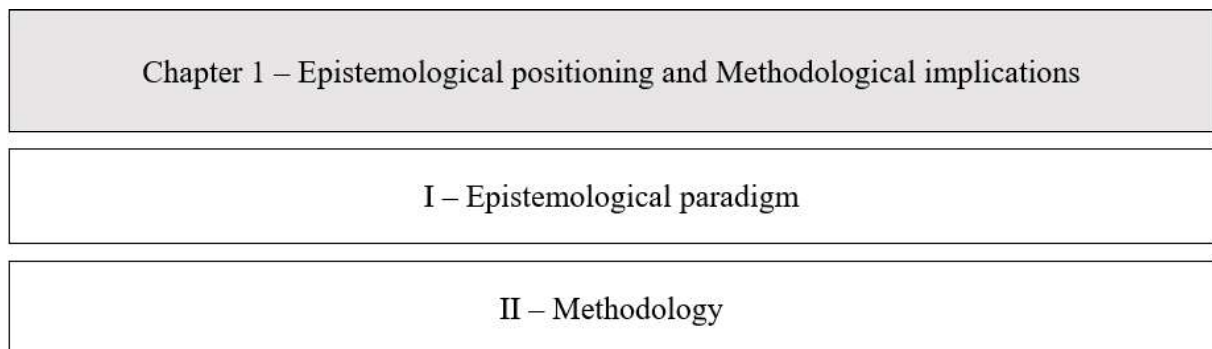 Chapter 1 – Epistemological positioning and Methodological implications
I – Epistemological paradigm
II – Methodology